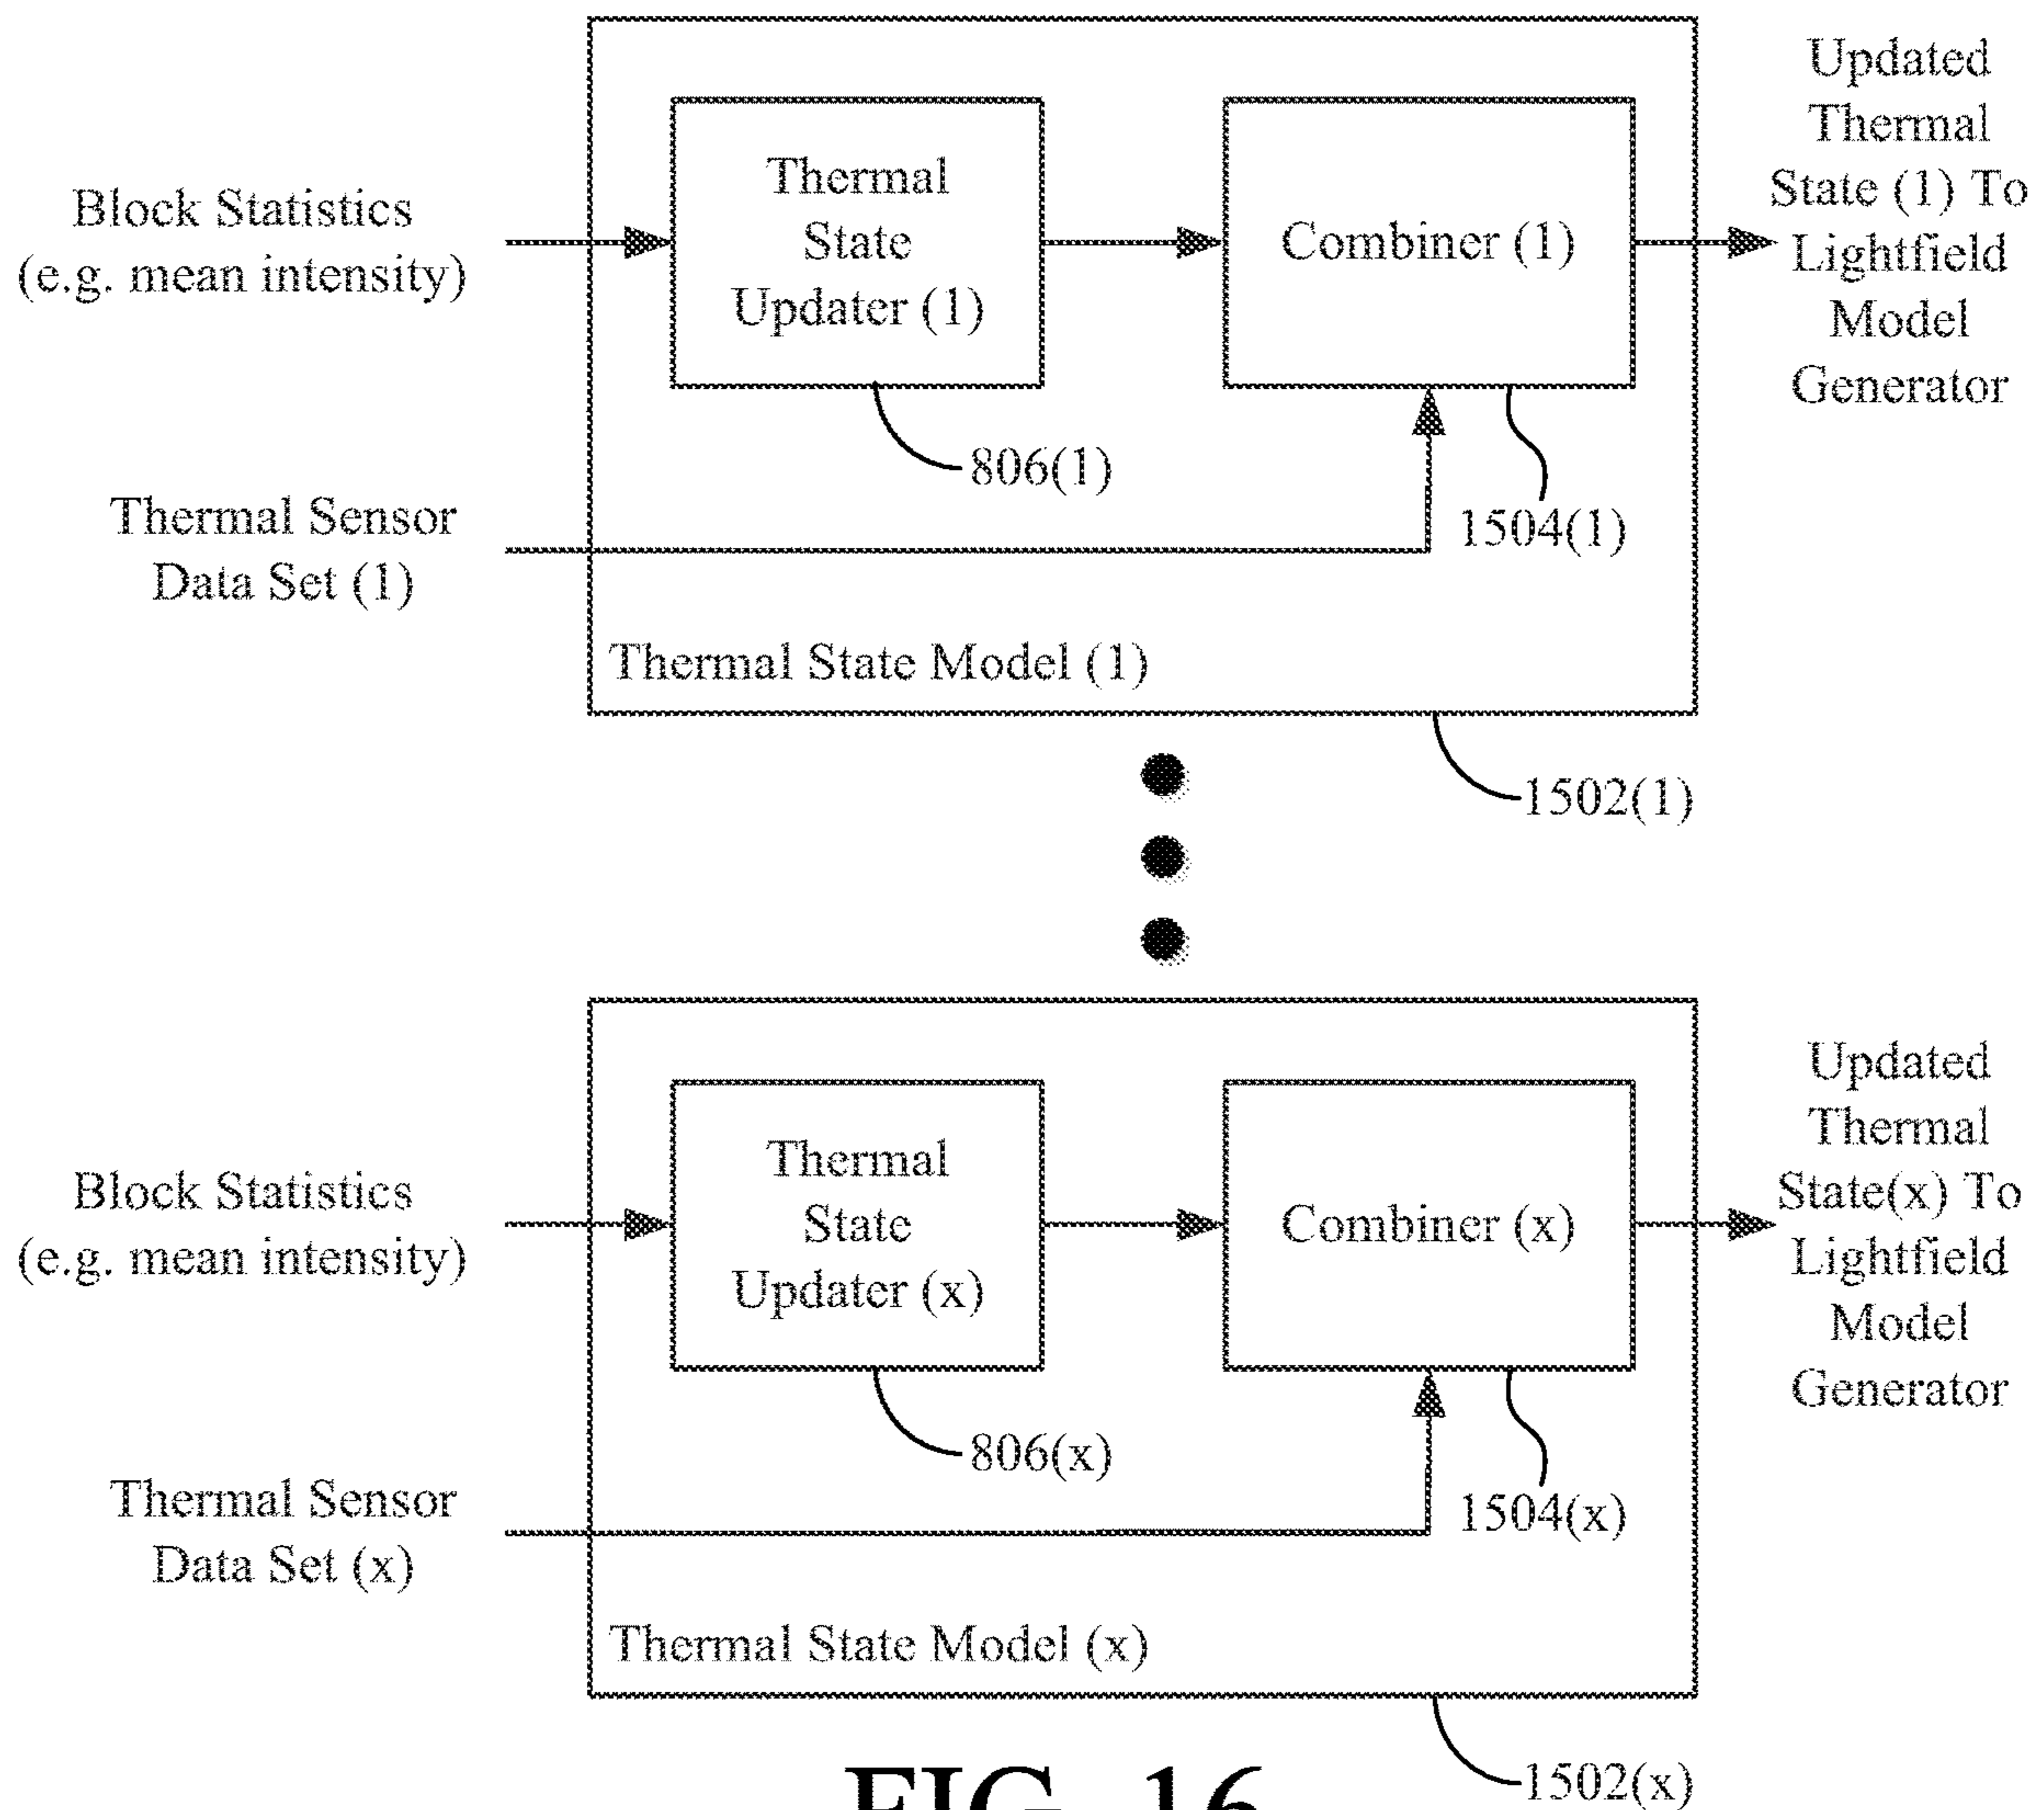 Block Statistics
(e.g. mean intensity)
Thermal
State
Updater (1)
Combiner (1)
Updated
Thermal
State (1) To
Lightfield
Model
Generator
806(1)
1504(1)
Thermal Sensor
Data Set (1)
Thermal State Model (1)
1502(1)
Block Statistics
(e.g. mean intensity)
Thermal
State
Updater (x)
Combiner (x)
Updated
Thermal
State(x) To
Lightfield
Model
Generator
806(x)
1504(x)
Thermal Sensor
Data Set (x)
Thermal State Model (x)
1502(x)
FIG. 16